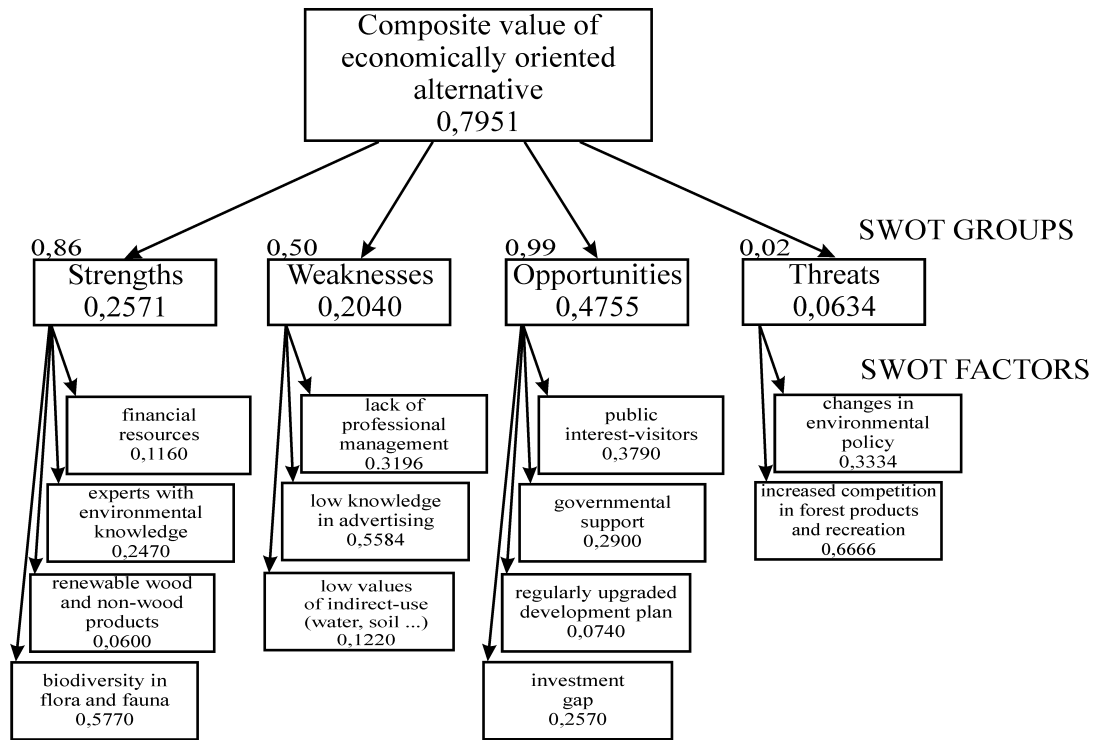 Composite value of
economically oriented
alternative
0,7951
SWOT GROUPS
0,86
Strengths
0,2571
0,50
Weaknesses
0,2040
0,99
Opportunities
0,4755
0,02
Threats
0,0634
SWOT FACTORS
financial
resources
0,1160
experts with
environmental
knowledge
0,2470
renewable wood
and non-wood
products
0,0600
biodiversity in
flora and fauna
0,5770
lack of
professional
management
0.3196
low knowledge
in advertising
0,5584
low values
of indirect-use
(water, soil ...)
0,1220
public
interest-visitors
0,3790
governmental
support
0,2900
regularly upgraded
development plan
0,0740
investment
gap
0,2570
changes in
environmental
policy
0,3334
increased competition
in forest products
and recreation
0,6666